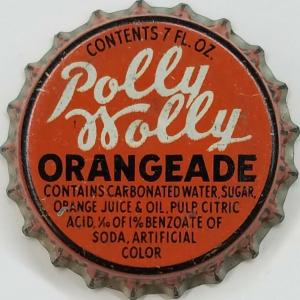 CONTENTS 7 FL. OZ.
Polly
Wolly
ORANGEADE
CONTAINS CARBONATED WATER, SUGAR,
ORANGE JUICE & OIL, PULP, CITRIC
ACID, 1/10 OF 1% BENZOATE OF
SODA, ARTIFICIAL
COLOR